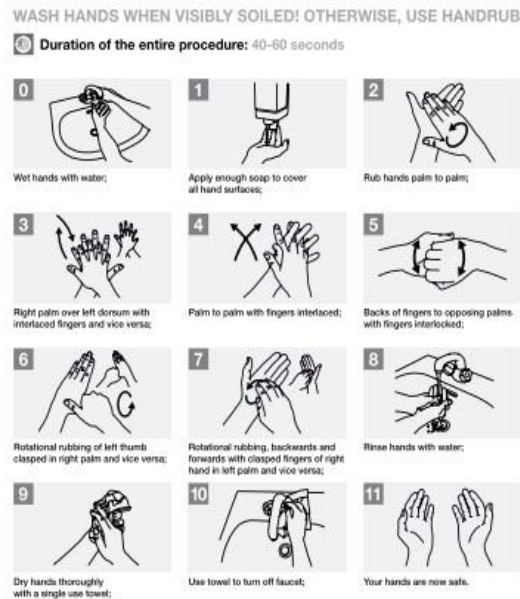 WASH HANDS WHEN VISIBLY SOILED! OTHERWISE, USE HANDRUB
Duration of the entire procedure: 40-60 seconds
0
1
2
Wet hands with water;
Apply enough soap to cover
all hand surfaces;
Rub hands palm to palm;
3
4
5
Right palm over left dorsum with
interlaced fingers and vice versa;
Palm to palm with fingers interlaced;
Backs of fingers to opposing palms
with fingers interlocked;
6
7
8
Rotational rubbing of left thumb
clasped in right palm and vice versa;
Rotational rubbing, backwards and
forwards with clasped fingers of right
hand in left palm and vice versa;
Rinse hands with water;
9
10
11
Dry hands thoroughly
with a single use towel;
Use towel to turn off faucet;
Your hands are now safe.